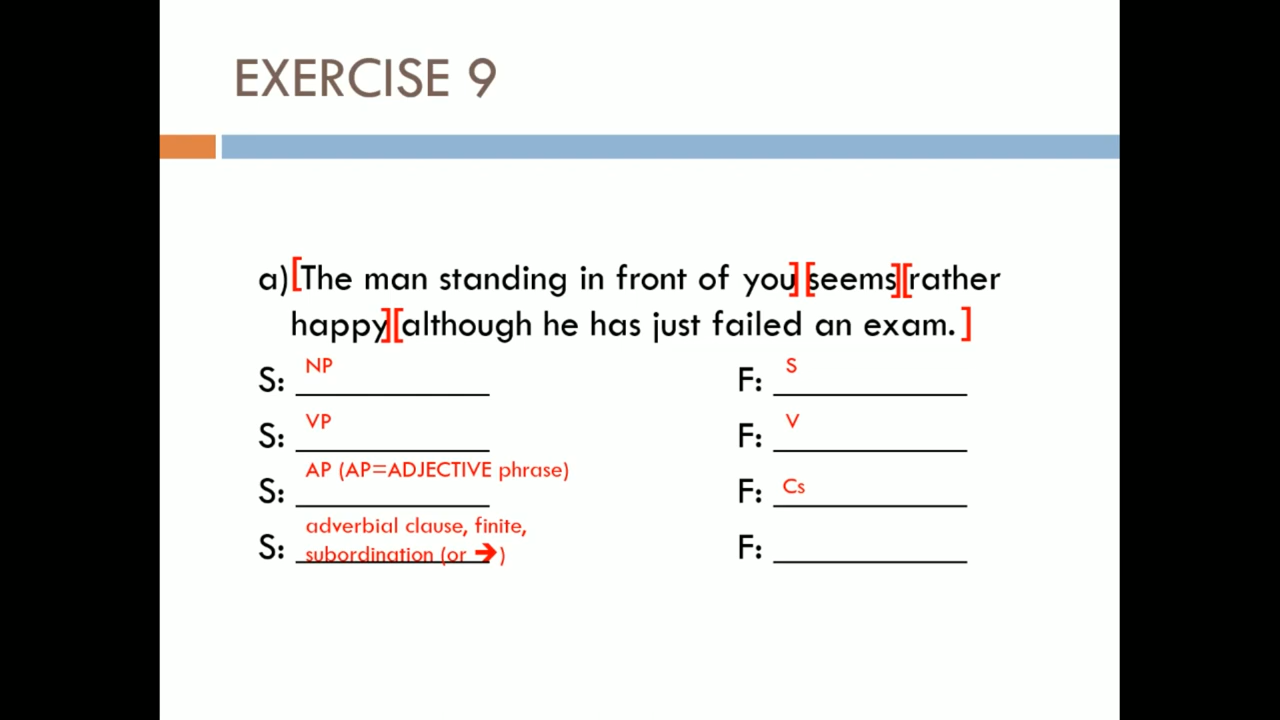 EXERCISE 9
a)[The man standing in front of you][seems][rather
happy][although he has just failed an exam.]
S: NP F: S
S: VP F: V
S: AP (AP=ADJECTIVE phrase) F: Cs
S: adverbial clause, finite,
subordination (or ➔) F: